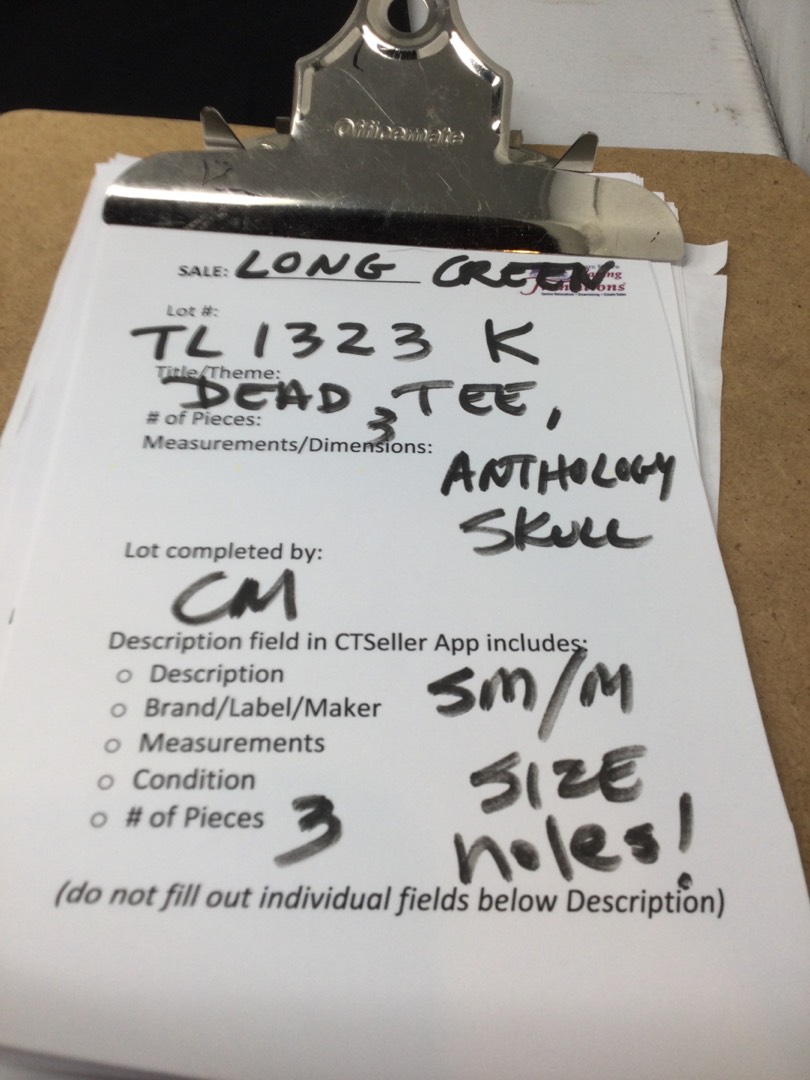 Officemate
SALE: LONG GREEN
Lot #:
TL 1323 K
Title/Theme:
DEAD TEE,
# of Pieces: 3
Measurements/Dimensions:
ANTHOLOGY
SKULL
Lot completed by:
CM
Description field in CTSeller App includes:
o Description
o Brand/Label/Maker
SM/M
o Measurements
o Condition
SIZE
o # of Pieces 3
holes!
(do not fill out individual fields below Description)